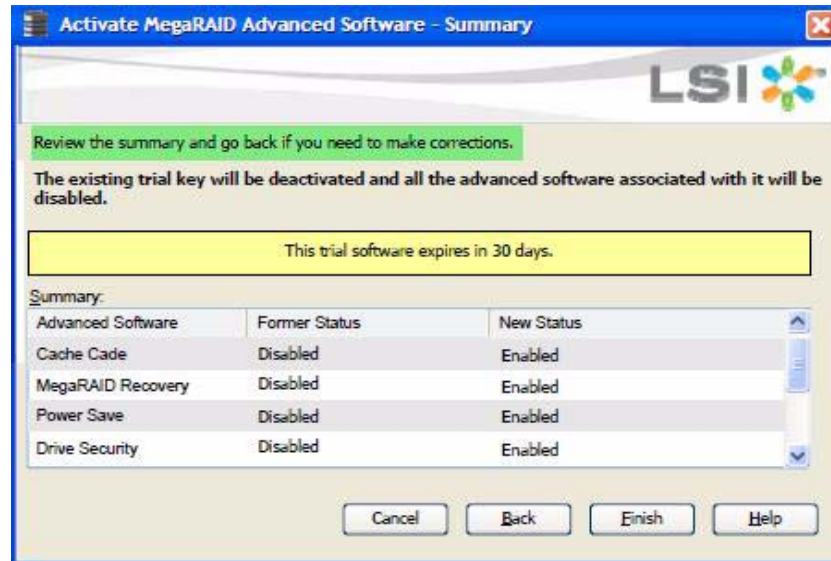 Activate MegaRAID Advanced Software - Summary
LSI
Review the summary and go back if you need to make corrections.
The existing trial key will be deactivated and all the advanced software associated with it will be
disabled.
This trial software expires in 30 days.
Summary:
Advanced Software Former Status New Status
Cache Cade Disabled Enabled
MegaRAID Recovery Disabled Enabled
Power Save Disabled Enabled
Drive Security Disabled Enabled
Cancel Back Finish Help